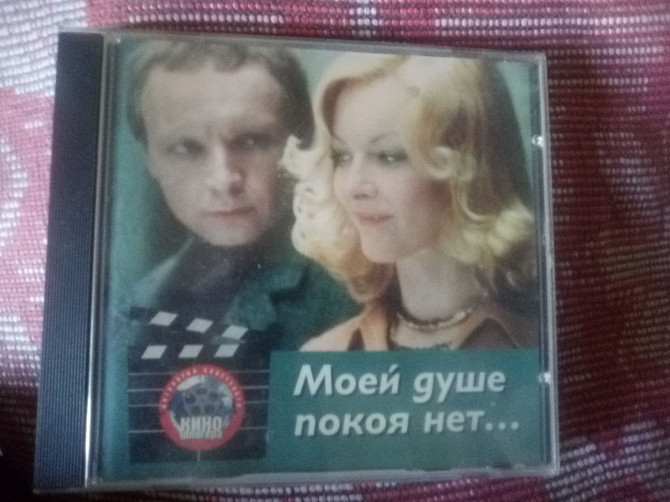 Моей душе
покоя нет...
КИНО